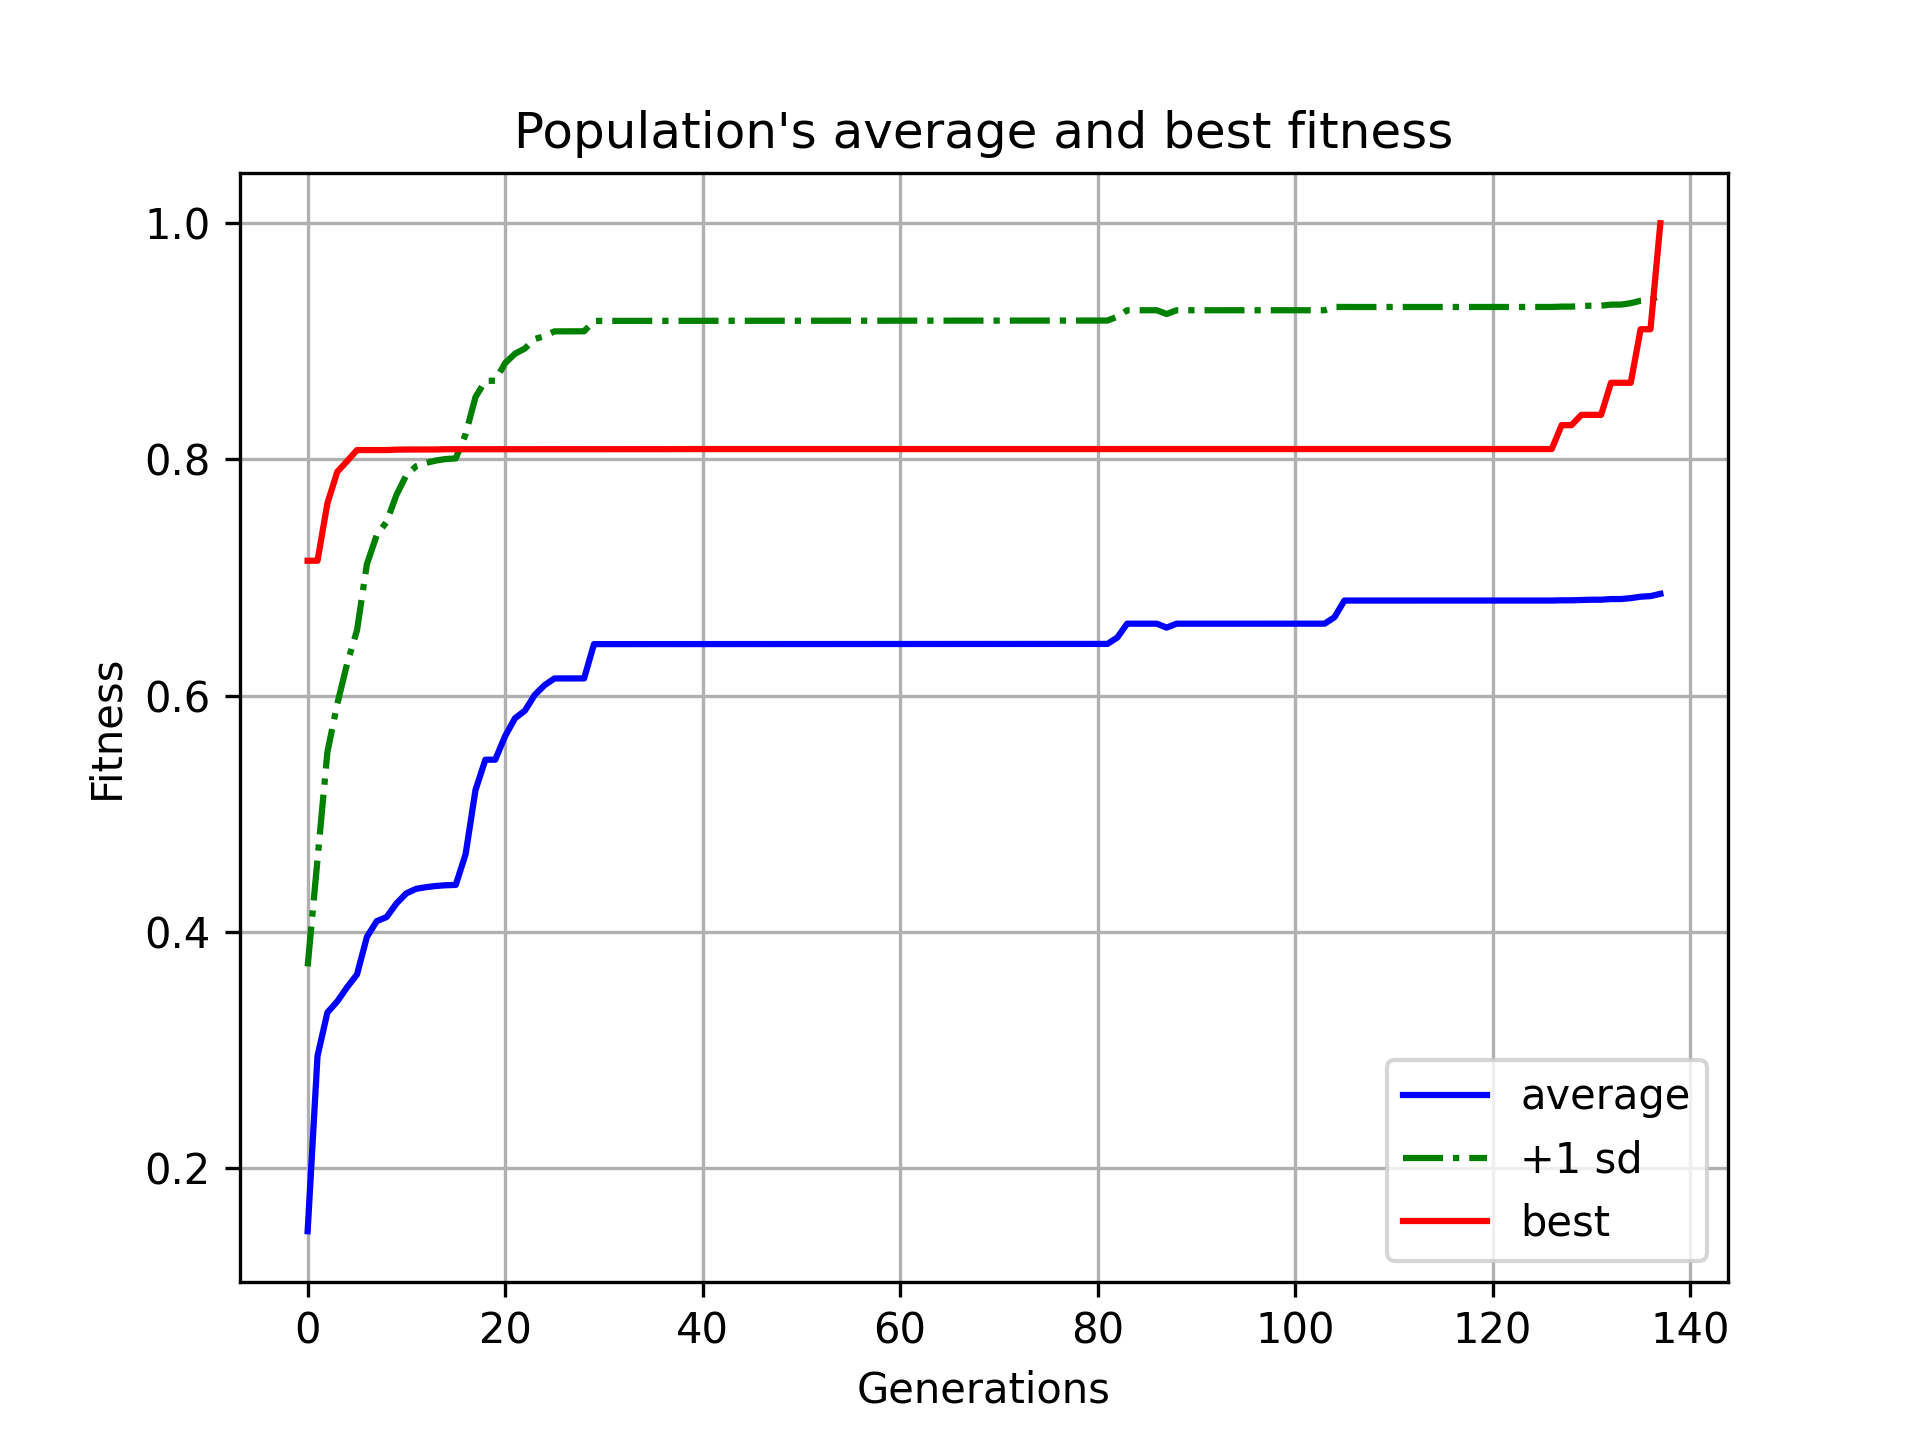 Population's average and best fitness
1.0
0.8
0.6
0.4
0.2
Fitness
0 20 40 60 80 100 120 140
Generations
average
+1 sd
best